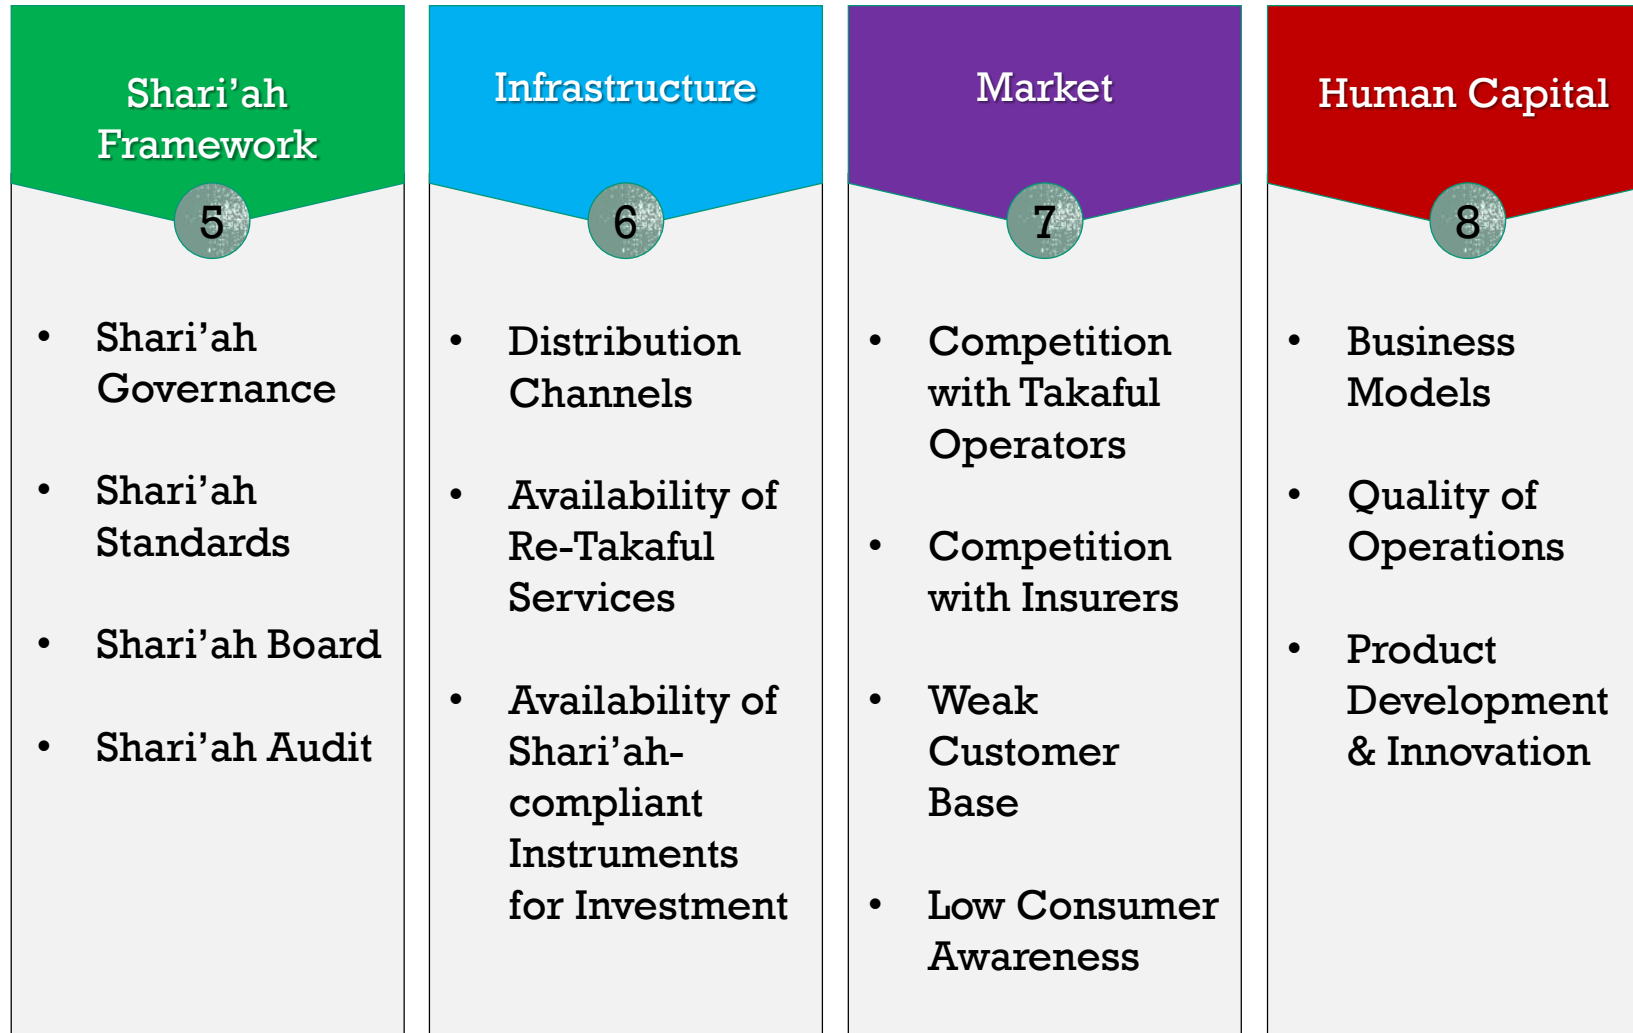 Shari’ah
Framework
5
• Shari’ah
Governance
• Shari’ah
Standards
• Shari’ah Board
• Shari’ah Audit
Infrastructure
6
• Distribution
Channels
• Availability of
Re-Takaful
Services
• Availability of
Shari’ah-
compliant
Instruments
for Investment
Market
7
• Competition
with Takaful
Operators
• Competition
with Insurers
• Weak
Customer
Base
• Low Consumer
Awareness
Human Capital
8
• Business
Models
• Quality of
Operations
• Product
Development
& Innovation